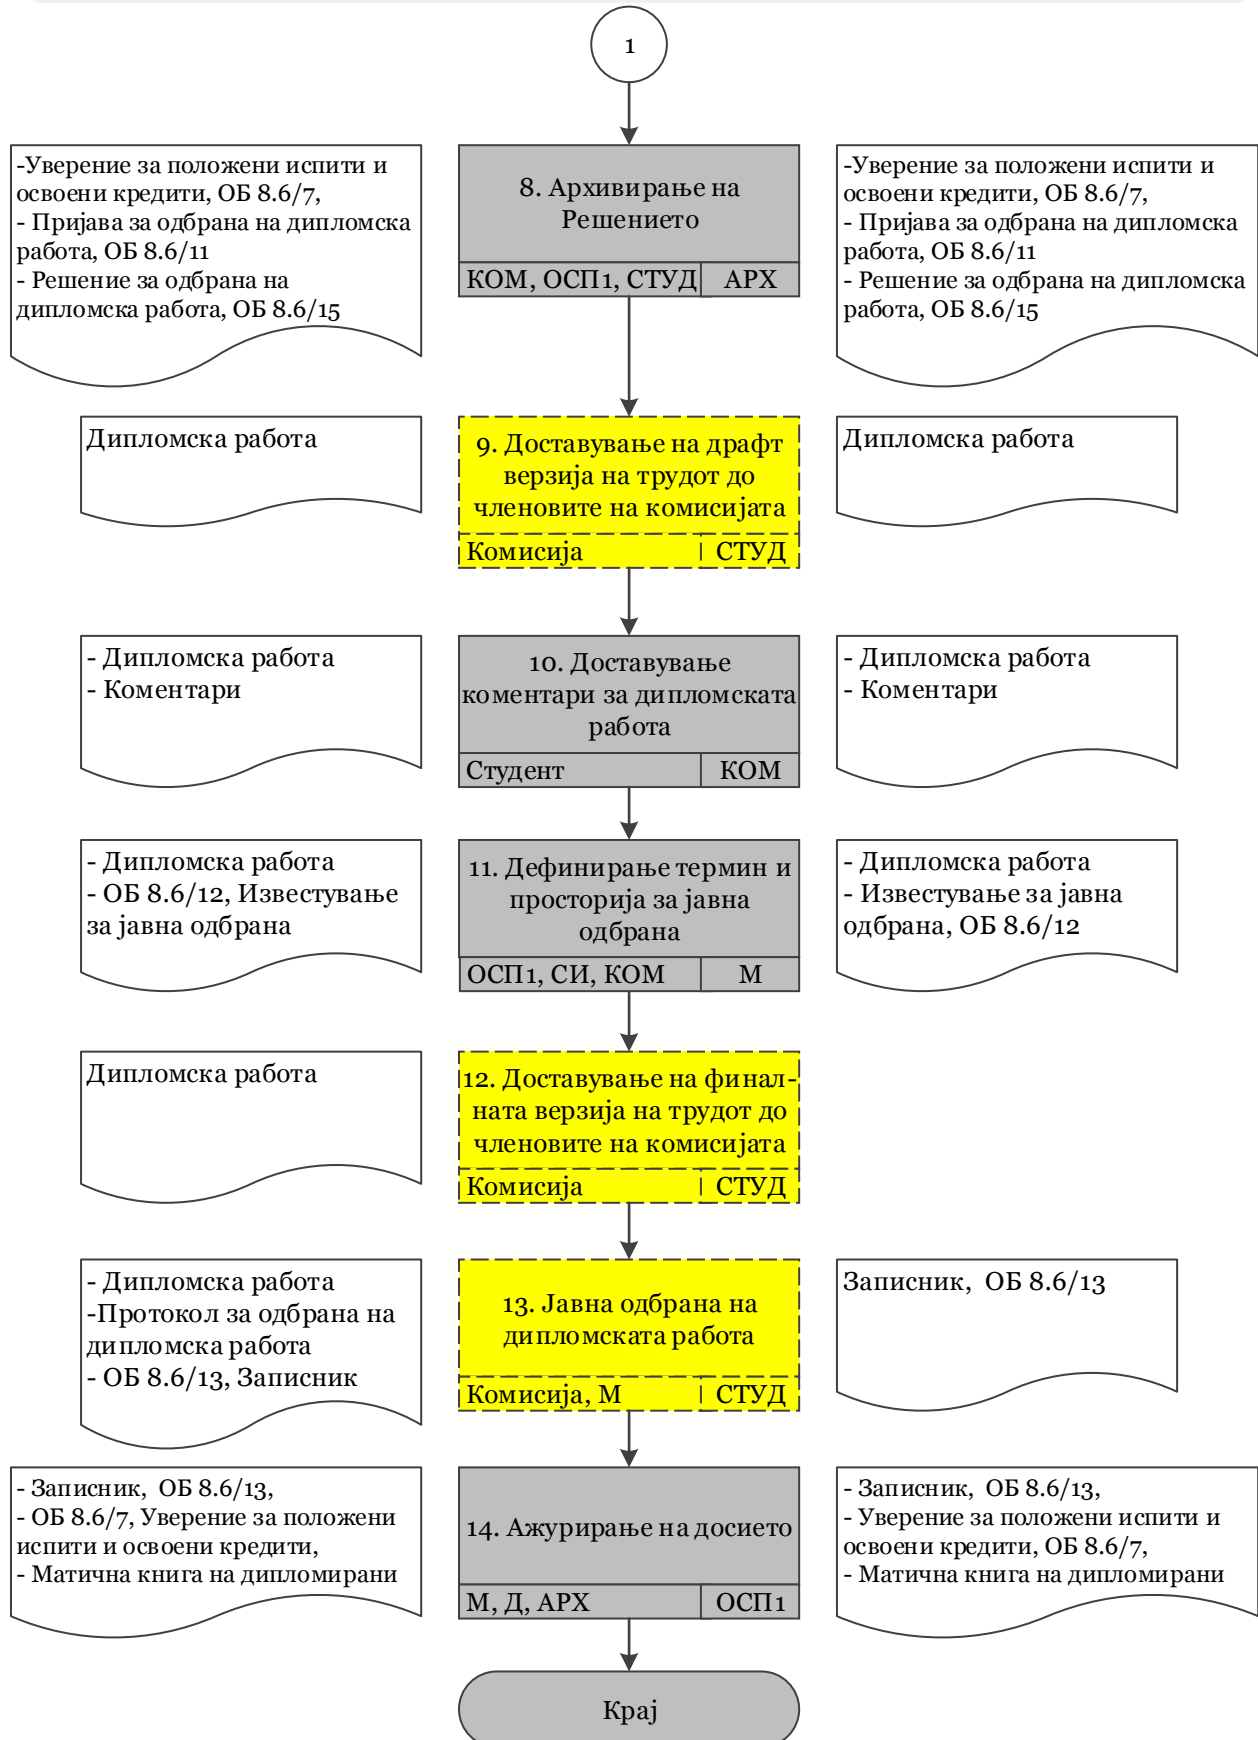 1
-Уверение за положени испити и
освоени кредити, ОБ 8.6/7,
- Пријава за одбрана на дипломска
работа, ОБ 8.6/11
- Решение за одбрана на
дипломска работа, ОБ 8.6/15
8. Архивирање на
Решението
КОМ, ОСП1, СТУД
АРХ
-Уверение за положени испити и
освоени кредити, ОБ 8.6/7,
- Пријава за одбрана на дипломска
работа, ОБ 8.6/11
- Решение за одбрана на дипломска
работа, ОБ 8.6/15
Дипломска работа
9. Доставување на драфт
верзија на трудот до
членовите на комисијата
Комисија
СТУД
Дипломска работа
- Дипломска работа
- Коментари
10. Доставување
коментари за дипломската
работа
Студент
КОМ
- Дипломска работа
- Коментари
- Дипломска работа
- ОБ 8.6/12, Известување
за јавна одбрана
11. Дефинирање термин и
просторија за јавна
одбрана
ОСП1, СИ, КОМ
М
- Дипломска работа
- Известување за јавна
одбрана, ОБ 8.6/12
Дипломска работа
12. Доставување на финал-
ната верзија на трудот до
членовите на комисијата
Комисија
СТУД
- Дипломска работа
-Протокол за одбрана на
дипломска работа
- ОБ 8.6/13, Записник
13. Јавна одбрана на
дипломската работа
Комисија, М
СТУД
Записник, ОБ 8.6/13
- Записник, ОБ 8.6/13,
- ОБ 8.6/7, Уверение за положени
испити и освоени кредити,
- Матична книга на дипломирани
14. Ажурирање на досието
М, Д, АРХ
ОСП1
- Записник, ОБ 8.6/13,
- Уверение за положени испити и
освоени кредити, ОБ 8.6/7,
- Матична книга на дипломирани
Крај